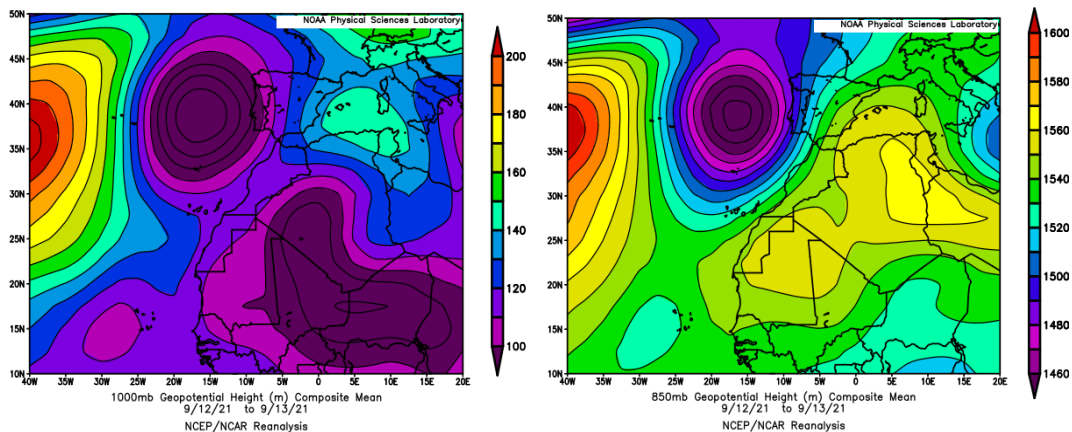 NOAA Physical Sciences Laboratory
50N
45N
40N
35N
30N
25N
20N
15N
10N
40W 35W 30W 25W 20W 15W 10W 5W 0 5E 10E 15E 20E
200
180
160
140
120
100
1000mb Geopotential Height (m) Composite Mean
9/12/21 to 9/13/21
NCEP/NCAR Reanalysis
NOAA Physical Sciences Laboratory
50N
45N
40N
35N
30N
25N
20N
15N
10N
40W 35W 30W 25W 20W 15W 10W 5W 0 5E 10E 15E 20E
1600
1580
1560
1540
1520
1500
1480
1460
850mb Geopotential Height (m) Composite Mean
9/12/21 to 9/13/21
NCEP/NCAR Reanalysis